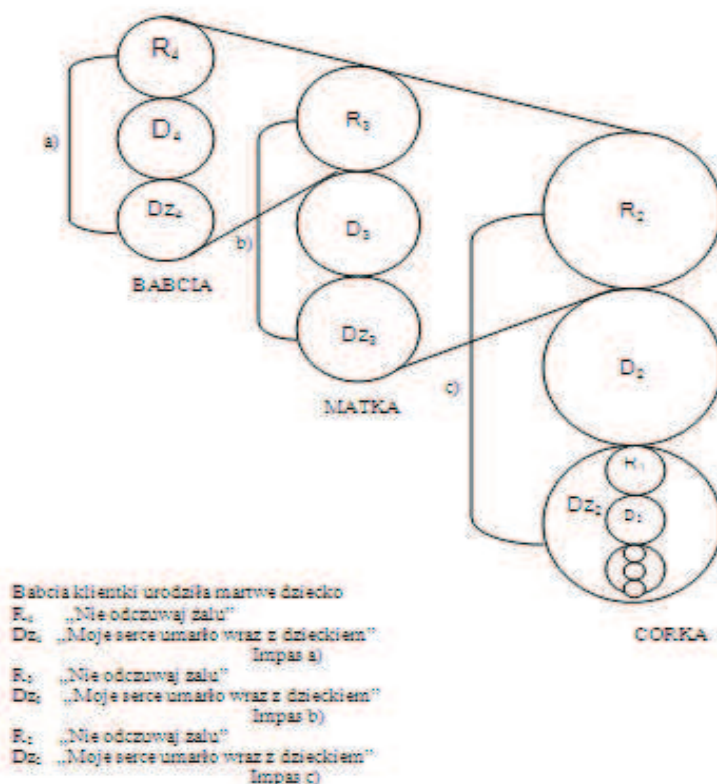 R₄
a)
D₄
Dz₄
BABCIA
R₃
b)
D₃
Dz₃
MATKA
R₂
c)
D₂
Dz₂
R₁
D₁
CORKA
Babcia klientki urodziła martwe dziecko
R₄ „Nie odczuwaj żalu”
Dz₄ „Moje serce umarło wraz z dzieckiem”
Impas a)
R₃ „Nie odczuwaj żalu”
Dz₃ „Moje serce umarło wraz z dzieckiem”
Impas b)
R₂ „Nie odczuwaj żalu”
Dz₂ „Moje serce umarło wraz z dzieckiem”
Impas c)